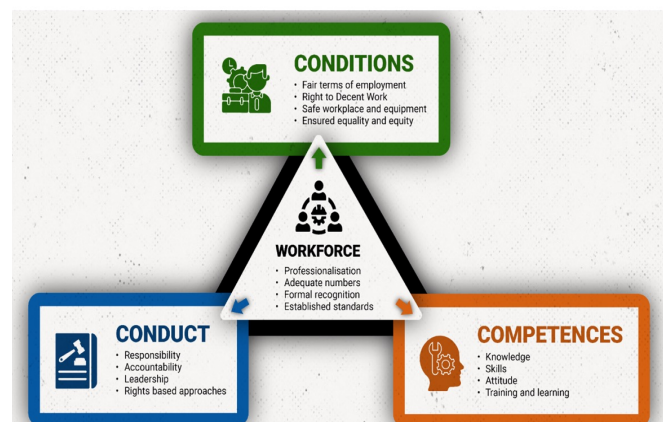 CONDITIONS
• Fair terms of employment
• Right to Decent Work
• Safe workplace and equipment
• Ensured equality and equity
WORKFORCE
• Professionalisation
• Adequate numbers
• Formal recognition
• Established standards
CONDUCT
• Responsibility
• Accountability
• Leadership
• Rights based approaches
COMPETENCES
• Knowledge
• Skills
• Attitude
• Training and learning